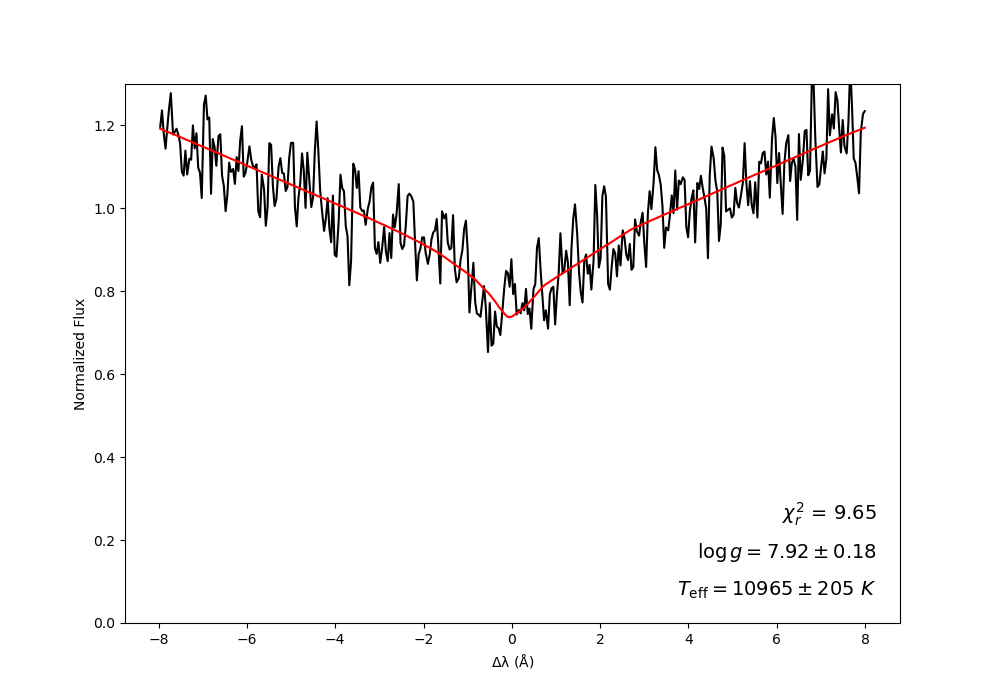 1.2
1.0
0.8
0.6
0.4
0.2
0.0
Normalized Flux
χ²ᵣ = 9.65
log g = 7.92 ± 0.18
T_eff = 10965 ± 205 K
−8 −6 −4 −2 0 2 4 6 8
Δλ (Å)